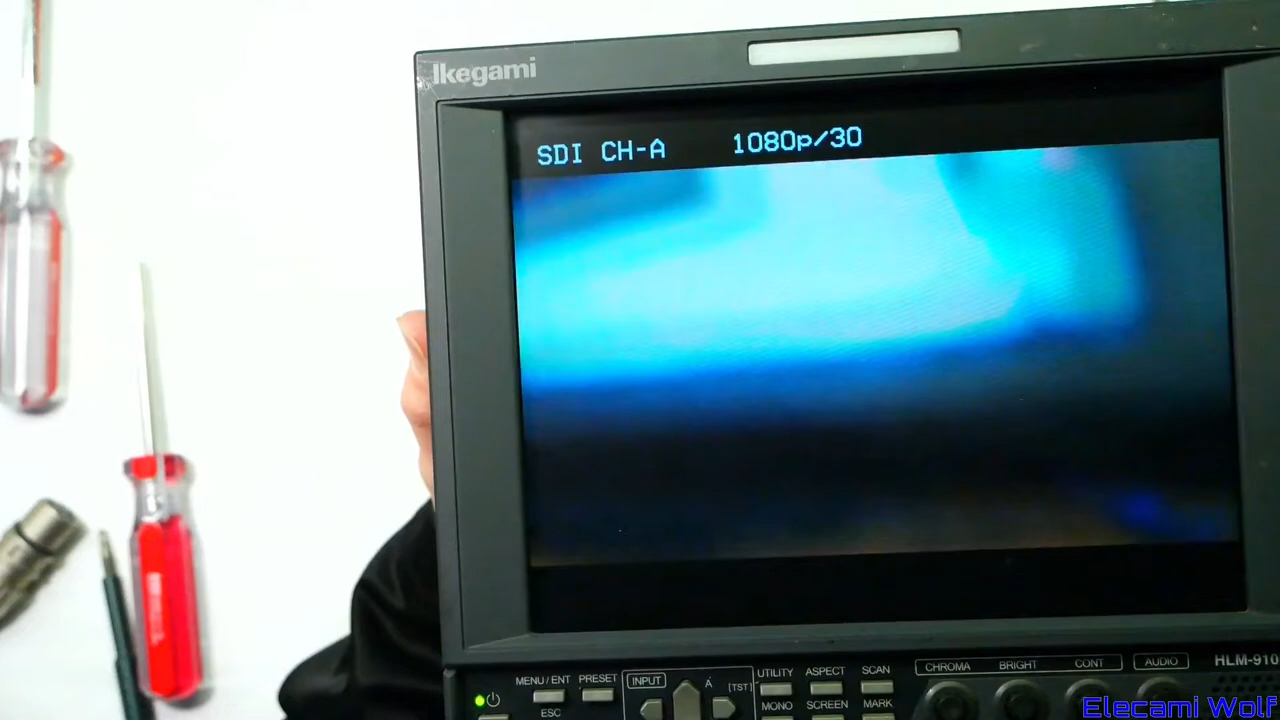 Ikegami
SDI CH-A 1080p/30
MENU/ENT PRESET INPUT A [TST] UTILITY ASPECT SCAN CHROMA BRIGHT CONT AUDIO HLM-910
ESC MONO SCREEN MARK
Elecami Wolf